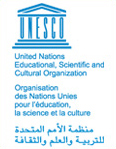 UNESCO
United Nations
Educational, Scientific and
Cultural Organization
Organisation
des Nations Unies
pour l'éducation,
la science et la culture
منظمة الأمم المتحدة
للتربية والعلم والثقافة